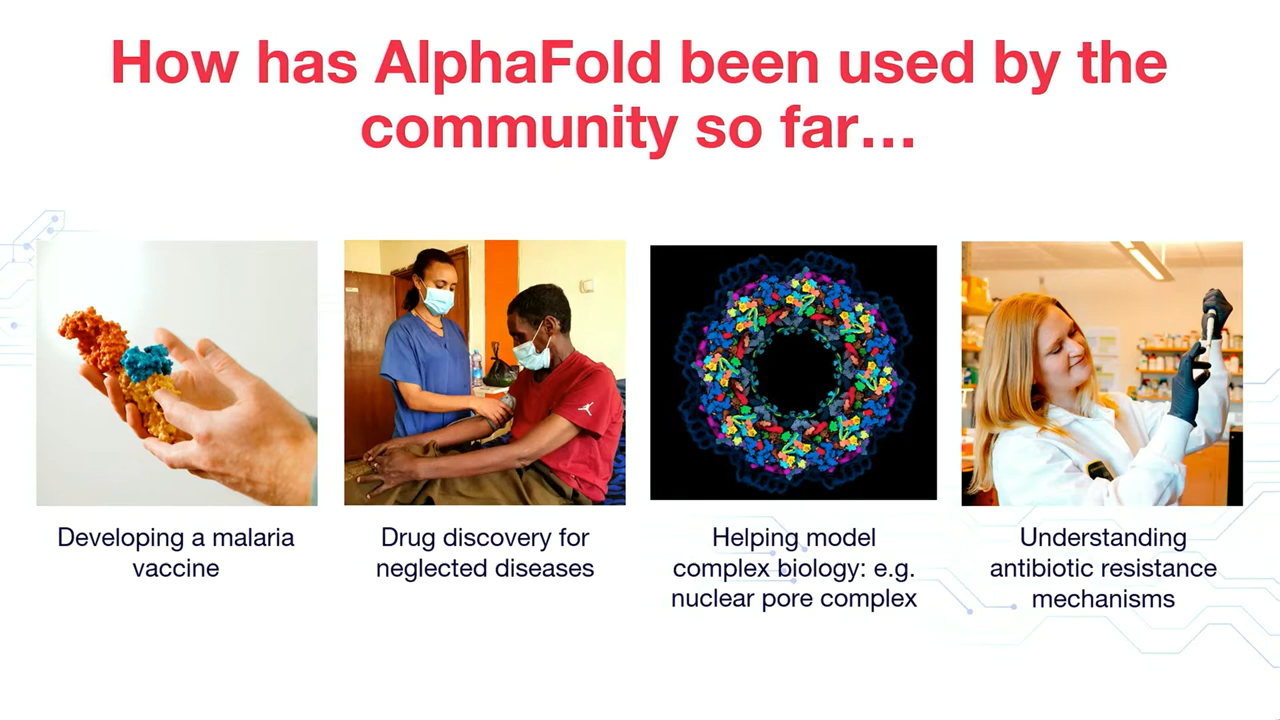 How has AlphaFold been used by the
community so far...
Developing a malaria
vaccine
Drug discovery for
neglected diseases
Helping model
complex biology: e.g.
nuclear pore complex
Understanding
antibiotic resistance
mechanisms